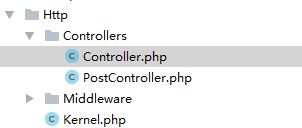 Http
Controllers
Controller.php
PostController.php
Middleware
Kernel.php